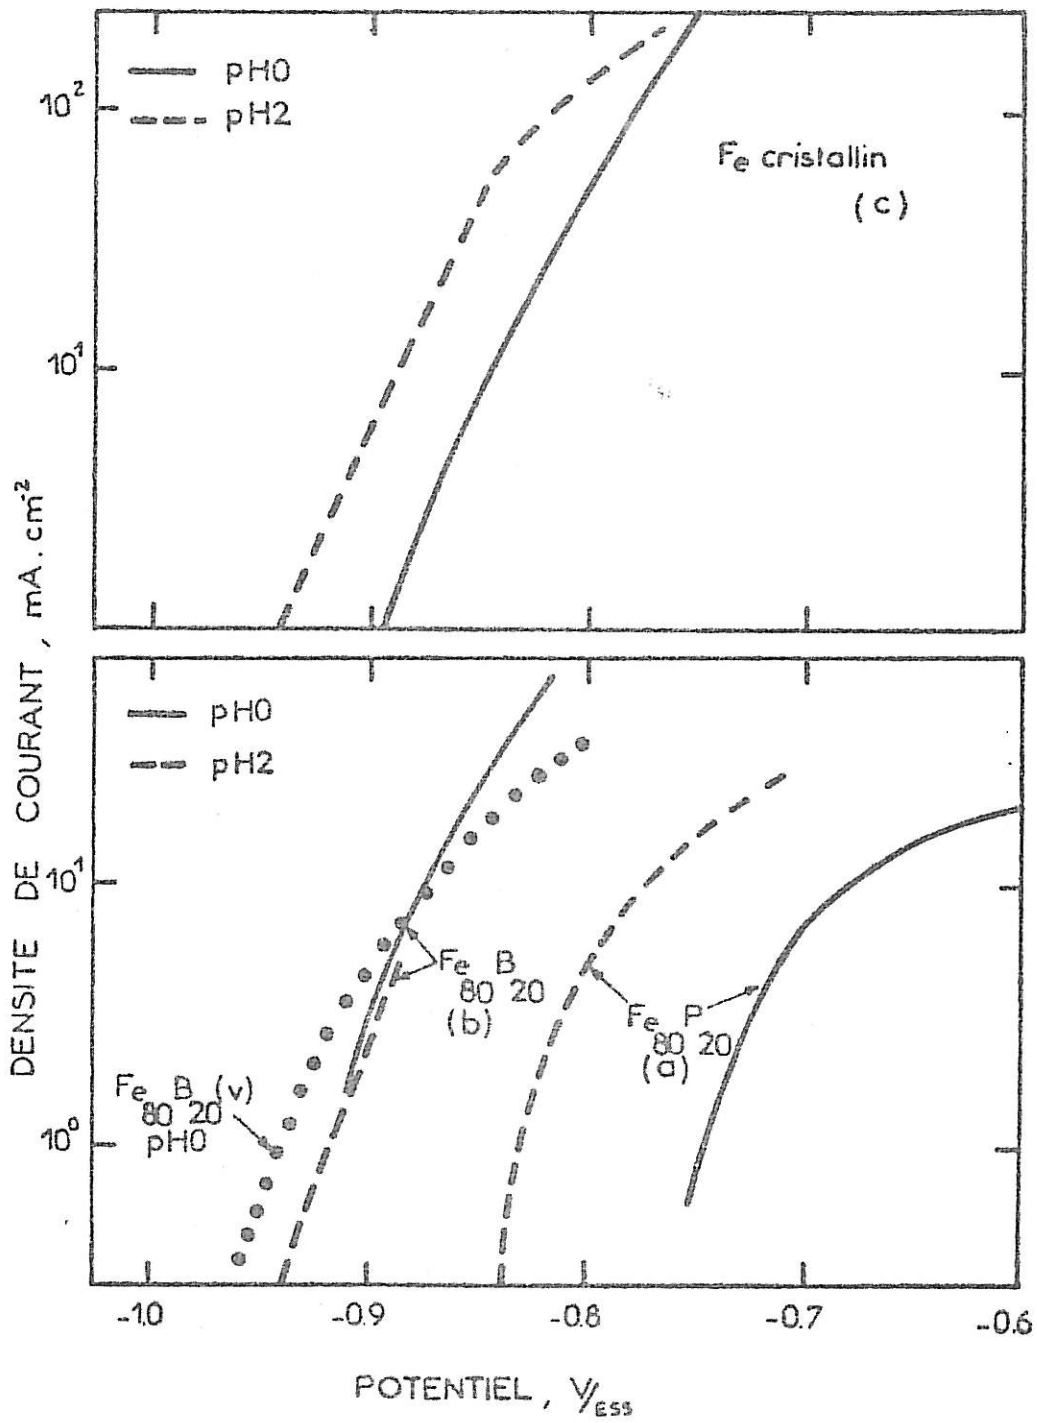 pH0
10²
pH2
Fe cristallin
(c)
10¹
DENSITE DE COURANT , mA.cm⁻²
pH0
pH2
10¹
Fe₈₀B₂₀
(b)
Fe₈₀P₂₀
(a)
Fe₈₀B₂₀(v)
pH0
10⁰
-1.0 -0.9 -0.8 -0.7 -0.6
POTENTIEL , V/ESS